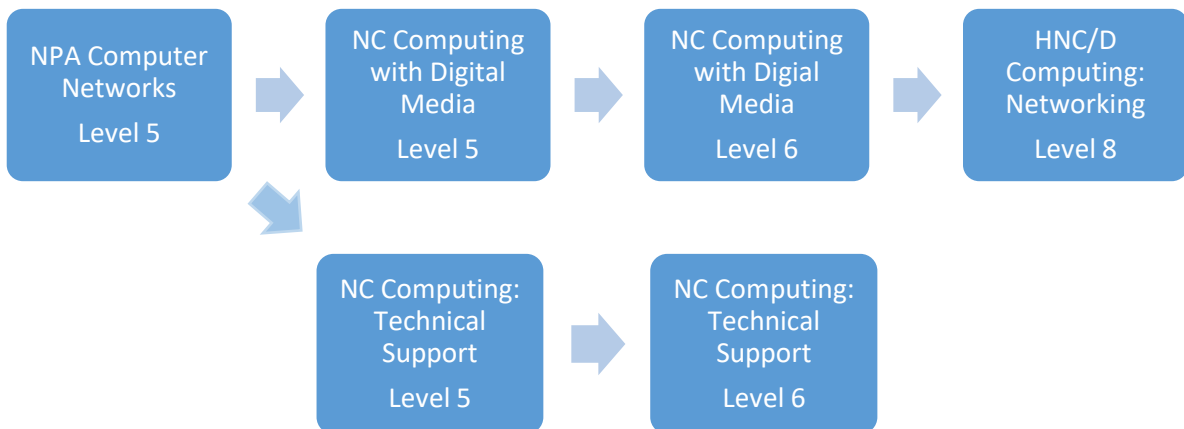 NPA Computer
Networks
Level 5
NC Computing
with Digital
Media
Level 5
NC Computing
with Digial
Media
Level 6
HNC/D
Computing:
Networking
Level 8
NC Computing:
Technical
Support
Level 5
NC Computing:
Technical
Support
Level 6